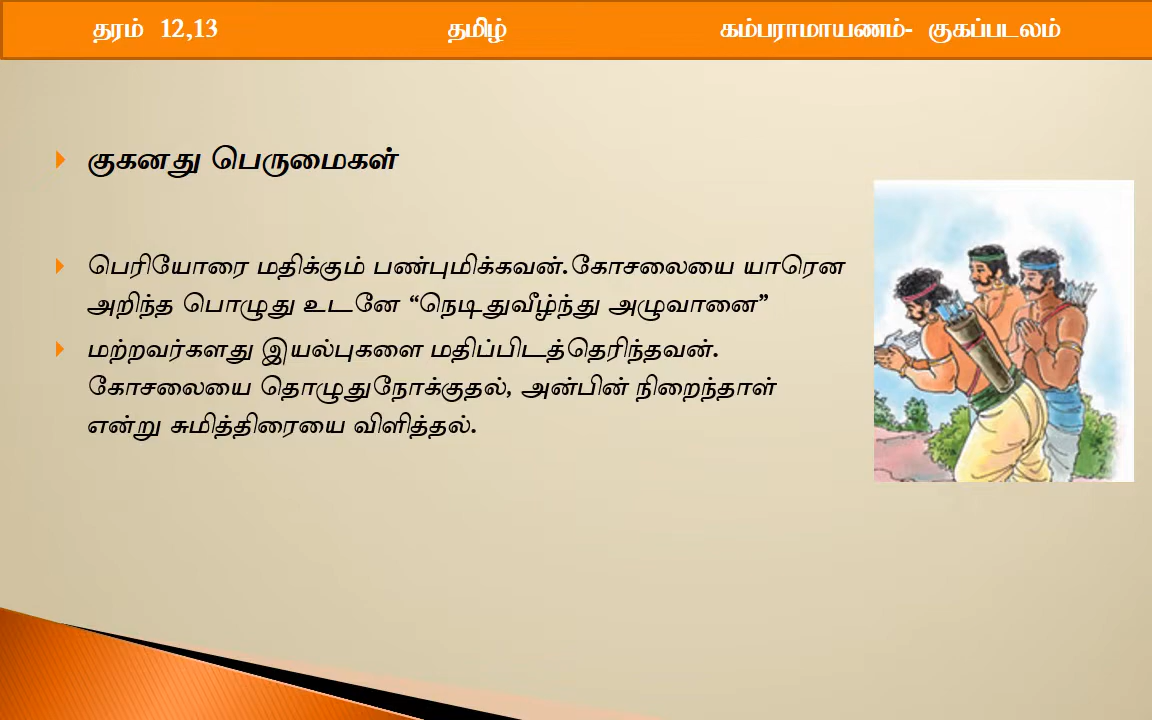 தரம் 12,13 தமிழ் கம்பராமாயணம்- குகப்படலம்
குகனது பெருமைகள்
பெரியோரை மதிக்கும் பண்புமிக்கவன்.கோசலையை யாரென
அறிந்த பொழுது உடனே “நெடிதுவீழ்ந்து அழுவானை”
மற்றவர்களது இயல்புகளை மதிப்பிடத்தெரிந்தவன்.
கோசலையை தொழுதுநோக்குதல், அன்பின் நிறைந்தாள்
என்று சுமித்திரையை விளித்தல்.